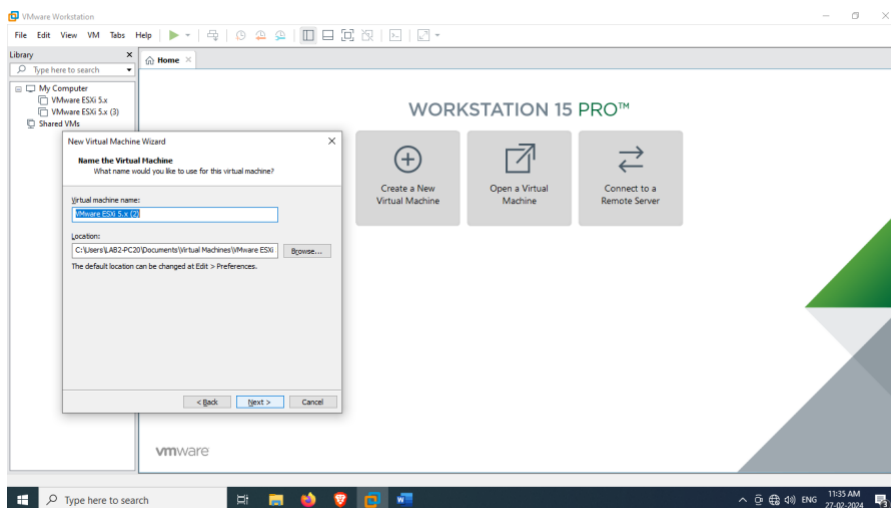 VMware Workstation
File Edit View VM Tabs Help
Library
Home
Type here to search
My Computer
VMware ESXi 5.x
VMware ESXi 5.x (3)
Shared VMs
WORKSTATION 15 PRO™
Create a New
Virtual Machine
Open a Virtual
Machine
Connect to a
Remote Server
New Virtual Machine Wizard
Name the Virtual Machine
What name would you like to use for this virtual machine?
Virtual machine name:
VMware ESXi 5.x (2)
Location:
C:\Users\LAB2-PC20\Documents\Virtual Machines\VMware ESXi
Browse...
The default location can be changed at Edit > Preferences.
< Back Next > Cancel
vmware
Type here to search
ENG
11:35 AM
27-02-2024
3